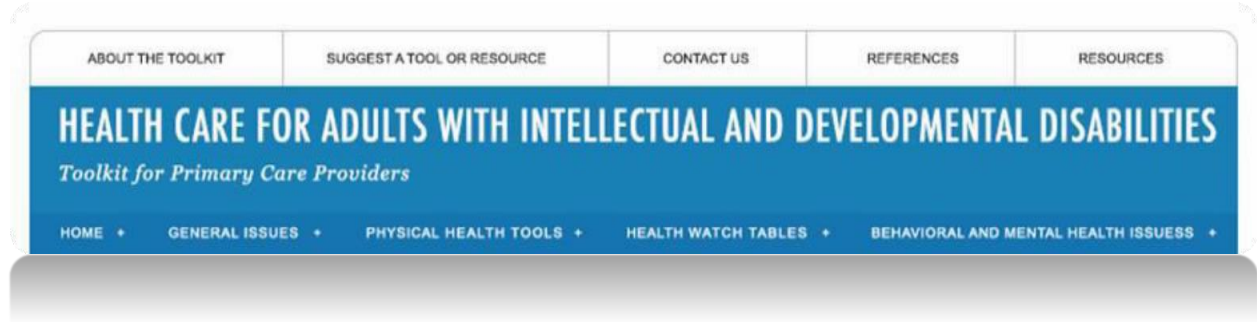 ABOUT THE TOOLKIT SUGGEST A TOOL OR RESOURCE CONTACT US REFERENCES RESOURCES
HEALTH CARE FOR ADULTS WITH INTELLECTUAL AND DEVELOPMENTAL DISABILITIES
Toolkit for Primary Care Providers
HOME + GENERAL ISSUES + PHYSICAL HEALTH TOOLS + HEALTH WATCH TABLES + BEHAVIORAL AND MENTAL HEALTH ISSUESS +